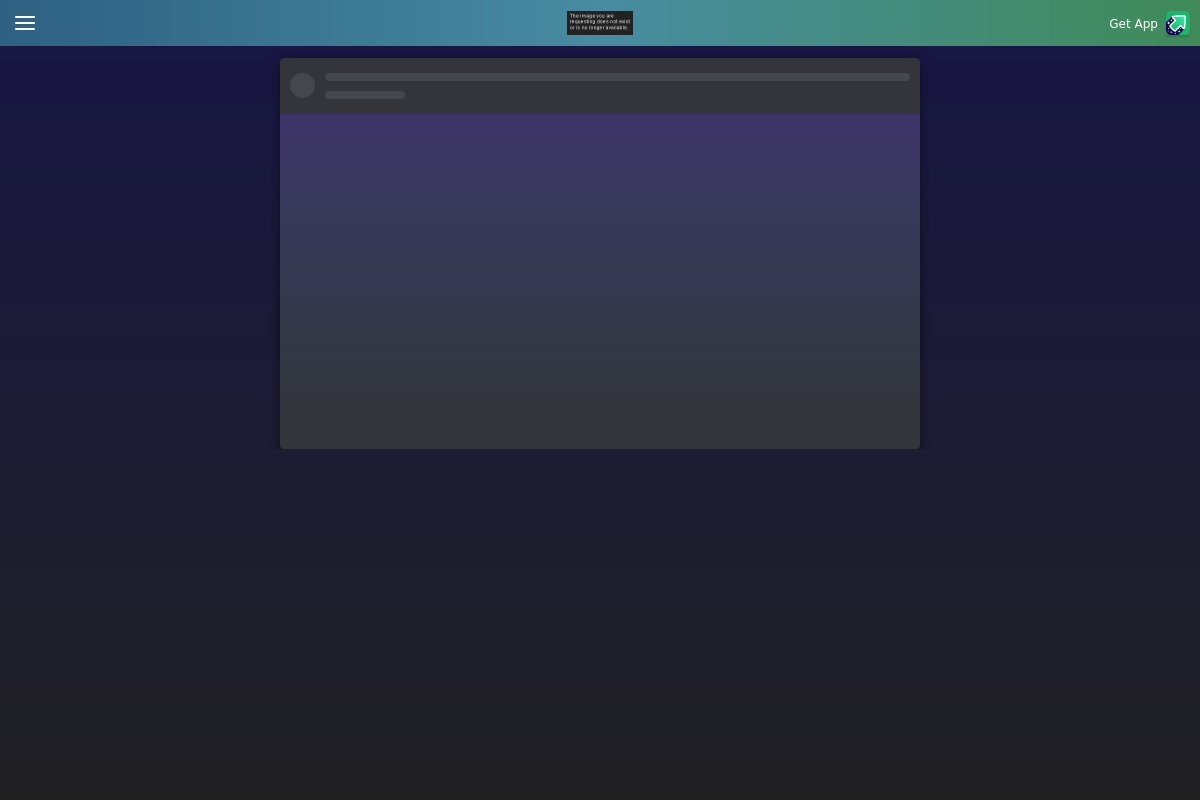 The image you are
requesting does not exist
or is no longer available.
Get App